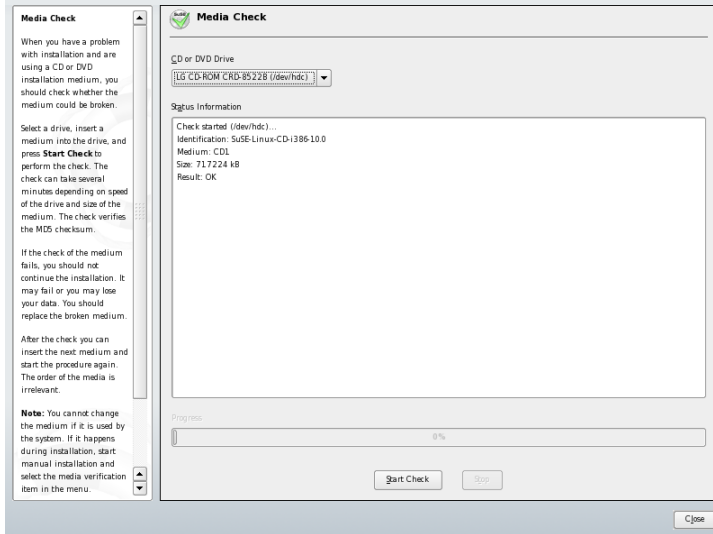 Media Check
When you have a problem
with installation and are
using a CD or DVD
installation medium, you
should check whether the
medium could be broken.
Select a drive, insert a
medium into the drive, and
press Start Check to
perform the check. The
check can take several
minutes depending on speed
of the drive and size of the
medium. The check verifies
the MD5 checksum.
If the check of the medium
fails, you should not
continue the installation. It
may fail or you may lose
your data. You should
replace the broken medium.
After the check you can
insert the next medium and
start the procedure again.
The order of the media is
irrelevant.
Note: You cannot change
the medium if it is used by
the system. If it happens
during installation, start
manual installation and
select the media verification
item in the menu.
SuSE
Media Check
CD or DVD Drive
LG CD-ROM CRD-8522B (/dev/hdc)
Status Information
Check started (/dev/hdc)...
Identification: SuSE-Linux-CD-i386-10.0
Medium: CD1
Size: 717224 kB
Result: OK
Progress
0%
Start Check
Stop
Close